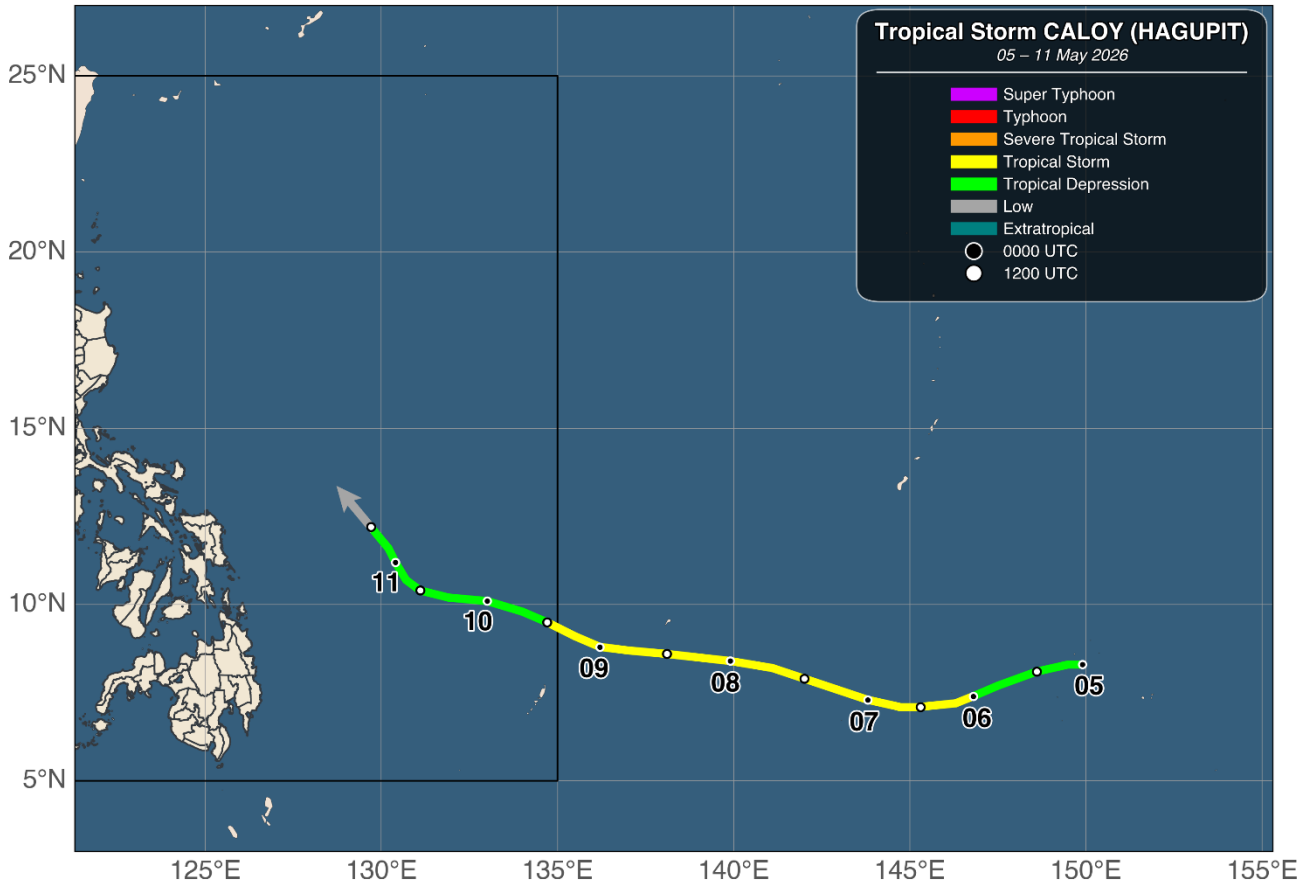 Tropical Storm CALOY (HAGUPIT)
05 – 11 May 2026
Super Typhoon
Typhoon
Severe Tropical Storm
Tropical Storm
Tropical Depression
Low
Extratropical
0000 UTC
1200 UTC
25°N
20°N
15°N
10°N
5°N
11
10
09
08
07
06
05
125°E
130°E
135°E
140°E
145°E
150°E
155°E